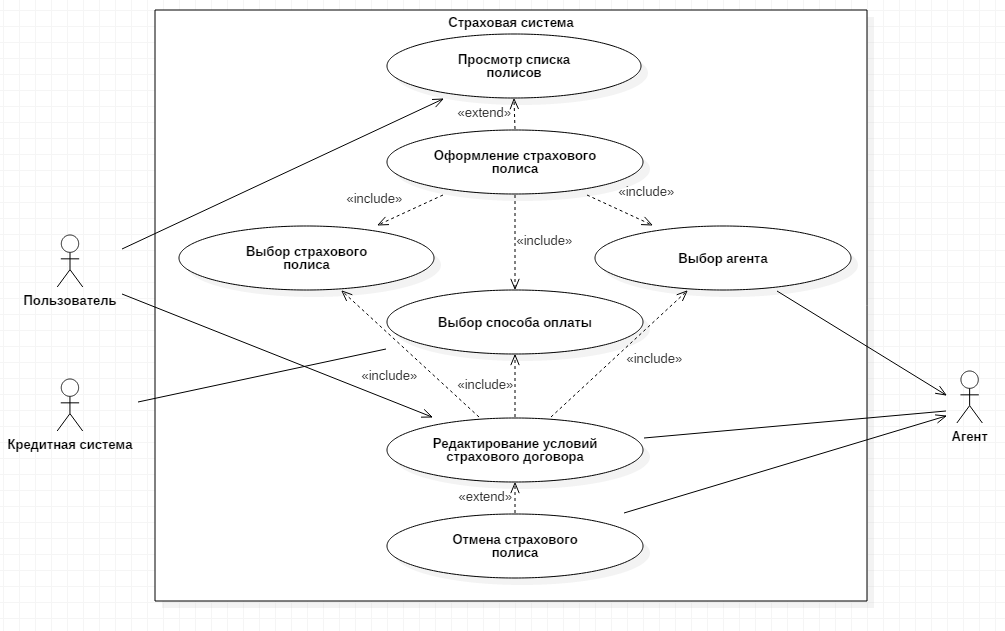 Страховая система
Просмотр списка
полисов
«extend»
Оформление страхового
полиса
«include»
«include»
«include»
Выбор страхового
полиса
Выбор агента
Пользователь
Выбор способа оплаты
«include»
«include»
«include»
Кредитная система
Агент
Редактирование условий
страхового договора
«extend»
Отмена страхового
полиса